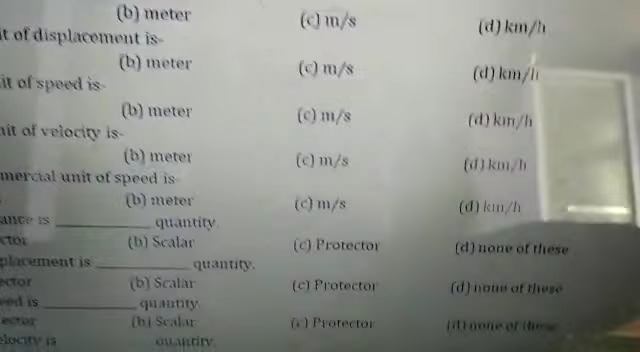 (b) meter (c) m/s (d) km/h
it of displacement is-
(b) meter (c) m/s (d) km/h
it of speed is-
(b) meter (c) m/s (d) km/h
nit of velocity is-
(b) meter (c) m/s (d) km/h
mercial unit of speed is-
(b) meter (c) m/s (d) km/h
ance is ____________ quantity.
ctor (b) Scalar (c) Protector (d) none of these
placement is ____________ quantity.
ector (b) Scalar (c) Protector (d) none of these
eed is ____________ quantity
ector (b) Scalar (c) Protector (d) none of these
elocity is quantity.